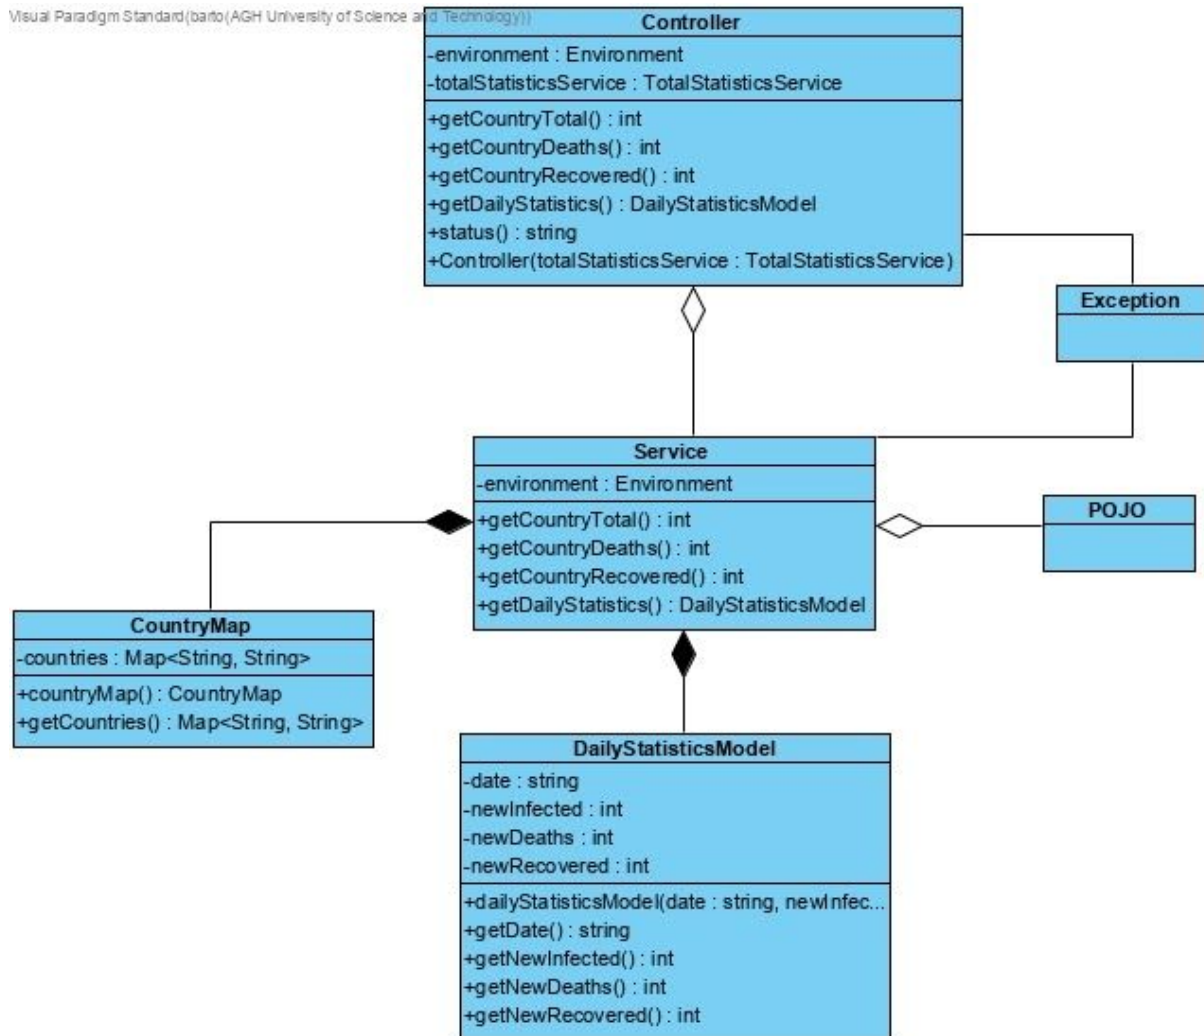 Visual Paradigm Standard(barto(AGH University of Science and Technology))
Controller
-environment : Environment
-totalStatisticsService : TotalStatisticsService
+getCountryTotal() : int
+getCountryDeaths() : int
+getCountryRecovered() : int
+getDailyStatistics() : DailyStatisticsModel
+status() : string
+Controller(totalStatisticsService : TotalStatisticsService)
Exception
Service
-environment : Environment
+getCountryTotal() : int
+getCountryDeaths() : int
+getCountryRecovered() : int
+getDailyStatistics() : DailyStatisticsModel
POJO
CountryMap
-countries : Map<String, String>
+countryMap() : CountryMap
+getCountries() : Map<String, String>
DailyStatisticsModel
-date : string
-newInfected : int
-newDeaths : int
-newRecovered : int
+dailyStatisticsModel(date : string, newInfec...
+getDate() : string
+getNewInfected() : int
+getNewDeaths() : int
+getNewRecovered() : int